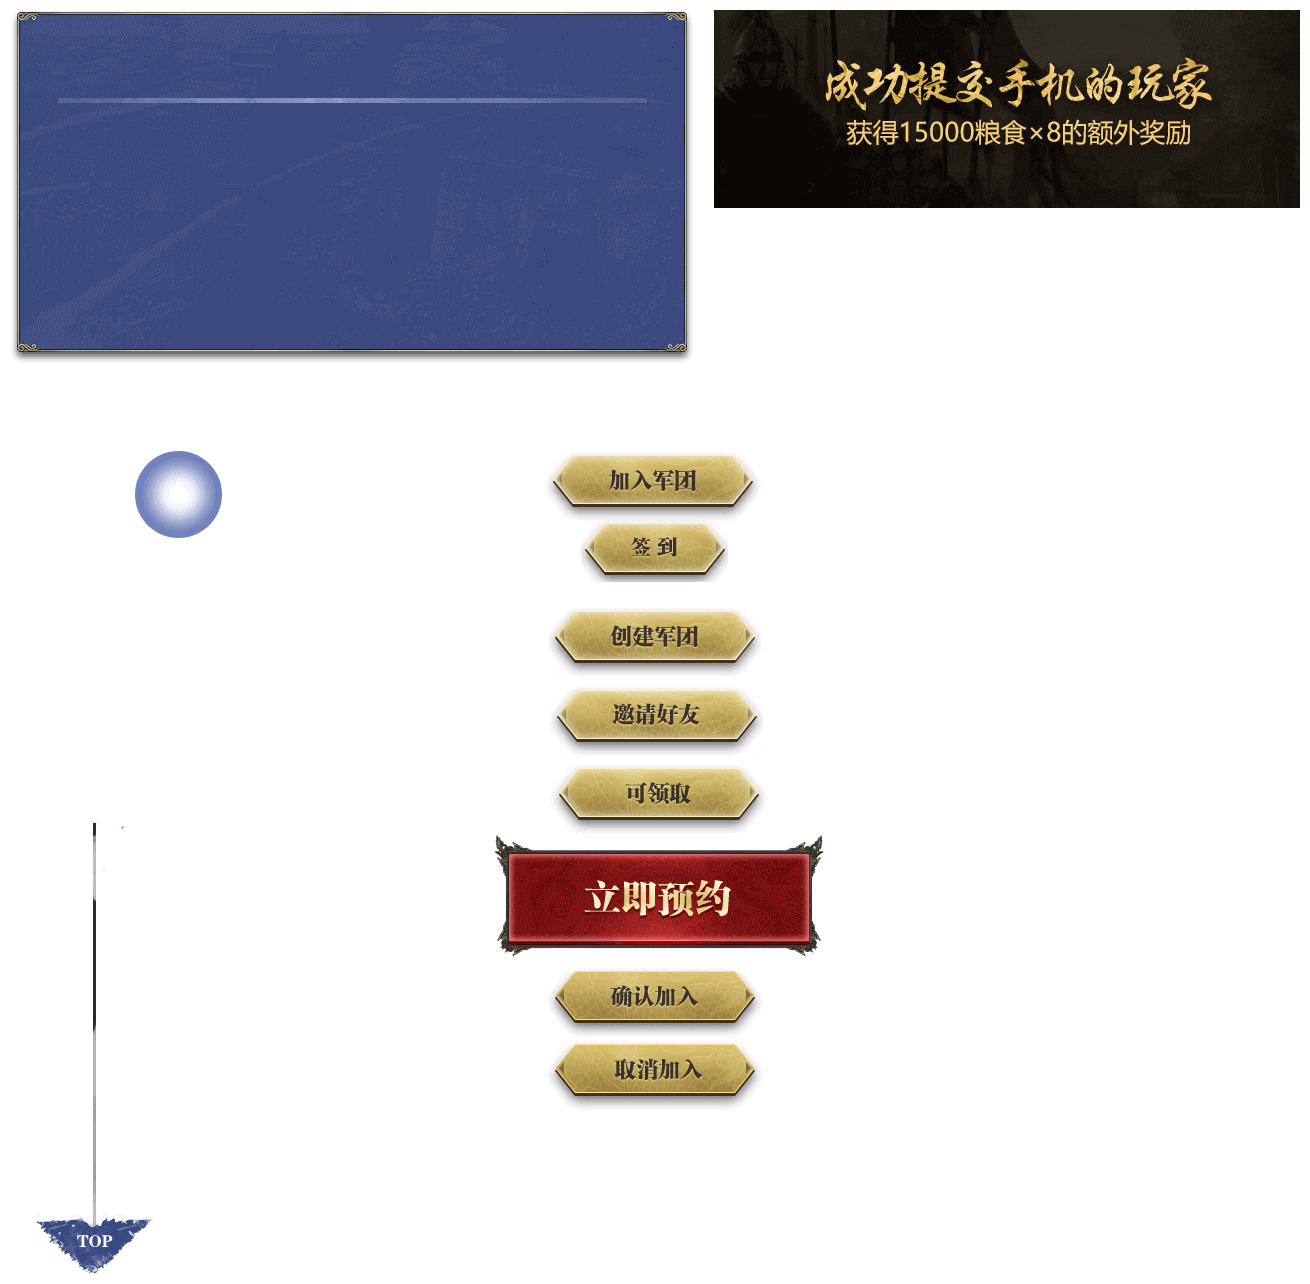 成功提交手机的玩家
获得15000粮食×8的额外奖励
加入军团
签到
创建军团
邀请好友
可领取
立即预约
确认加入
取消加入
TOP